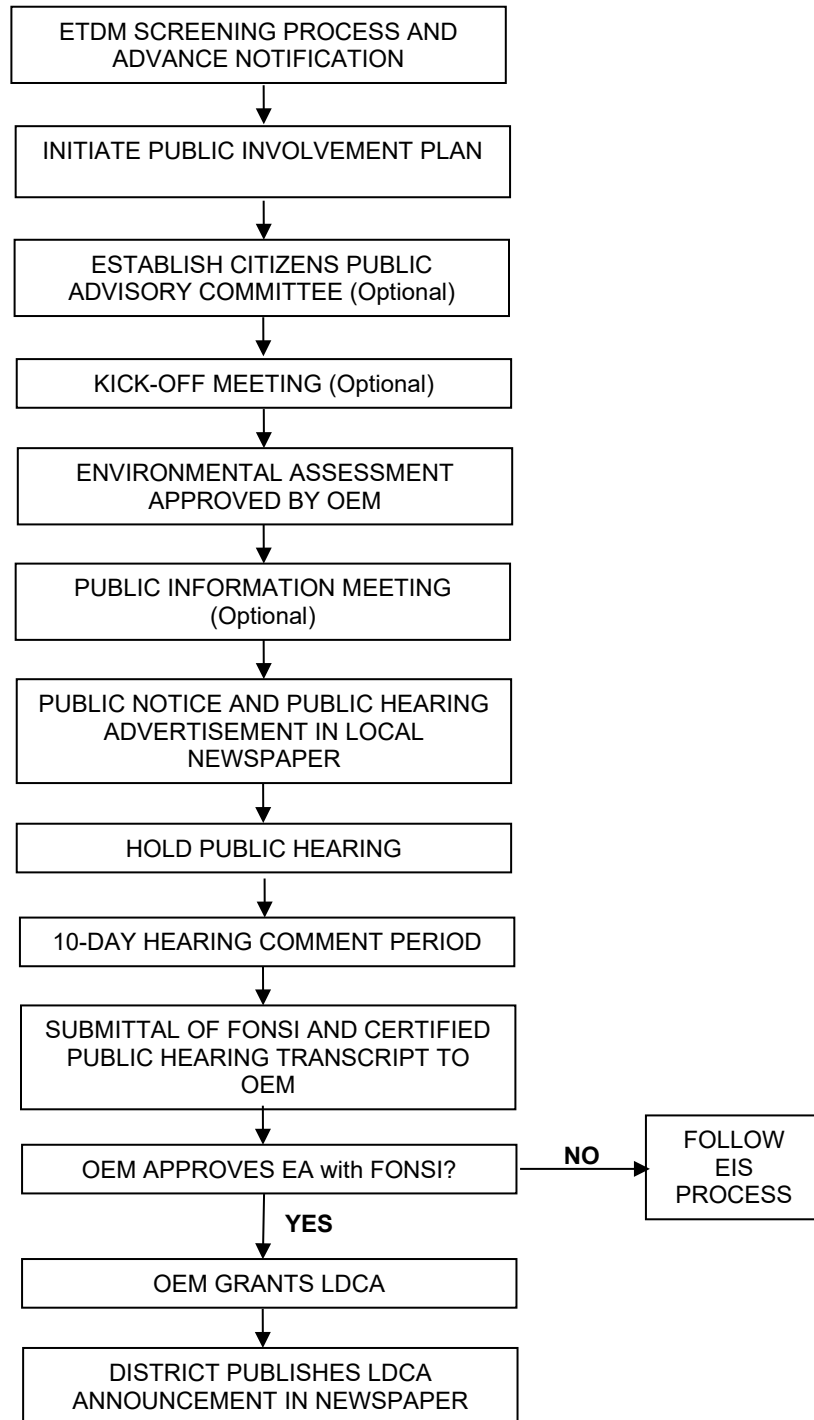 ETDM SCREENING PROCESS AND
ADVANCE NOTIFICATION
INITIATE PUBLIC INVOLVEMENT PLAN
ESTABLISH CITIZENS PUBLIC
ADVISORY COMMITTEE (Optional)
KICK-OFF MEETING (Optional)
ENVIRONMENTAL ASSESSMENT
APPROVED BY OEM
PUBLIC INFORMATION MEETING
(Optional)
PUBLIC NOTICE AND PUBLIC HEARING
ADVERTISEMENT IN LOCAL
NEWSPAPER
HOLD PUBLIC HEARING
10-DAY HEARING COMMENT PERIOD
SUBMITTAL OF FONSI AND CERTIFIED
PUBLIC HEARING TRANSCRIPT TO
OEM
OEM APPROVES EA with FONSI?
NO
FOLLOW
EIS
PROCESS
YES
OEM GRANTS LDCA
DISTRICT PUBLISHES LDCA
ANNOUNCEMENT IN NEWSPAPER